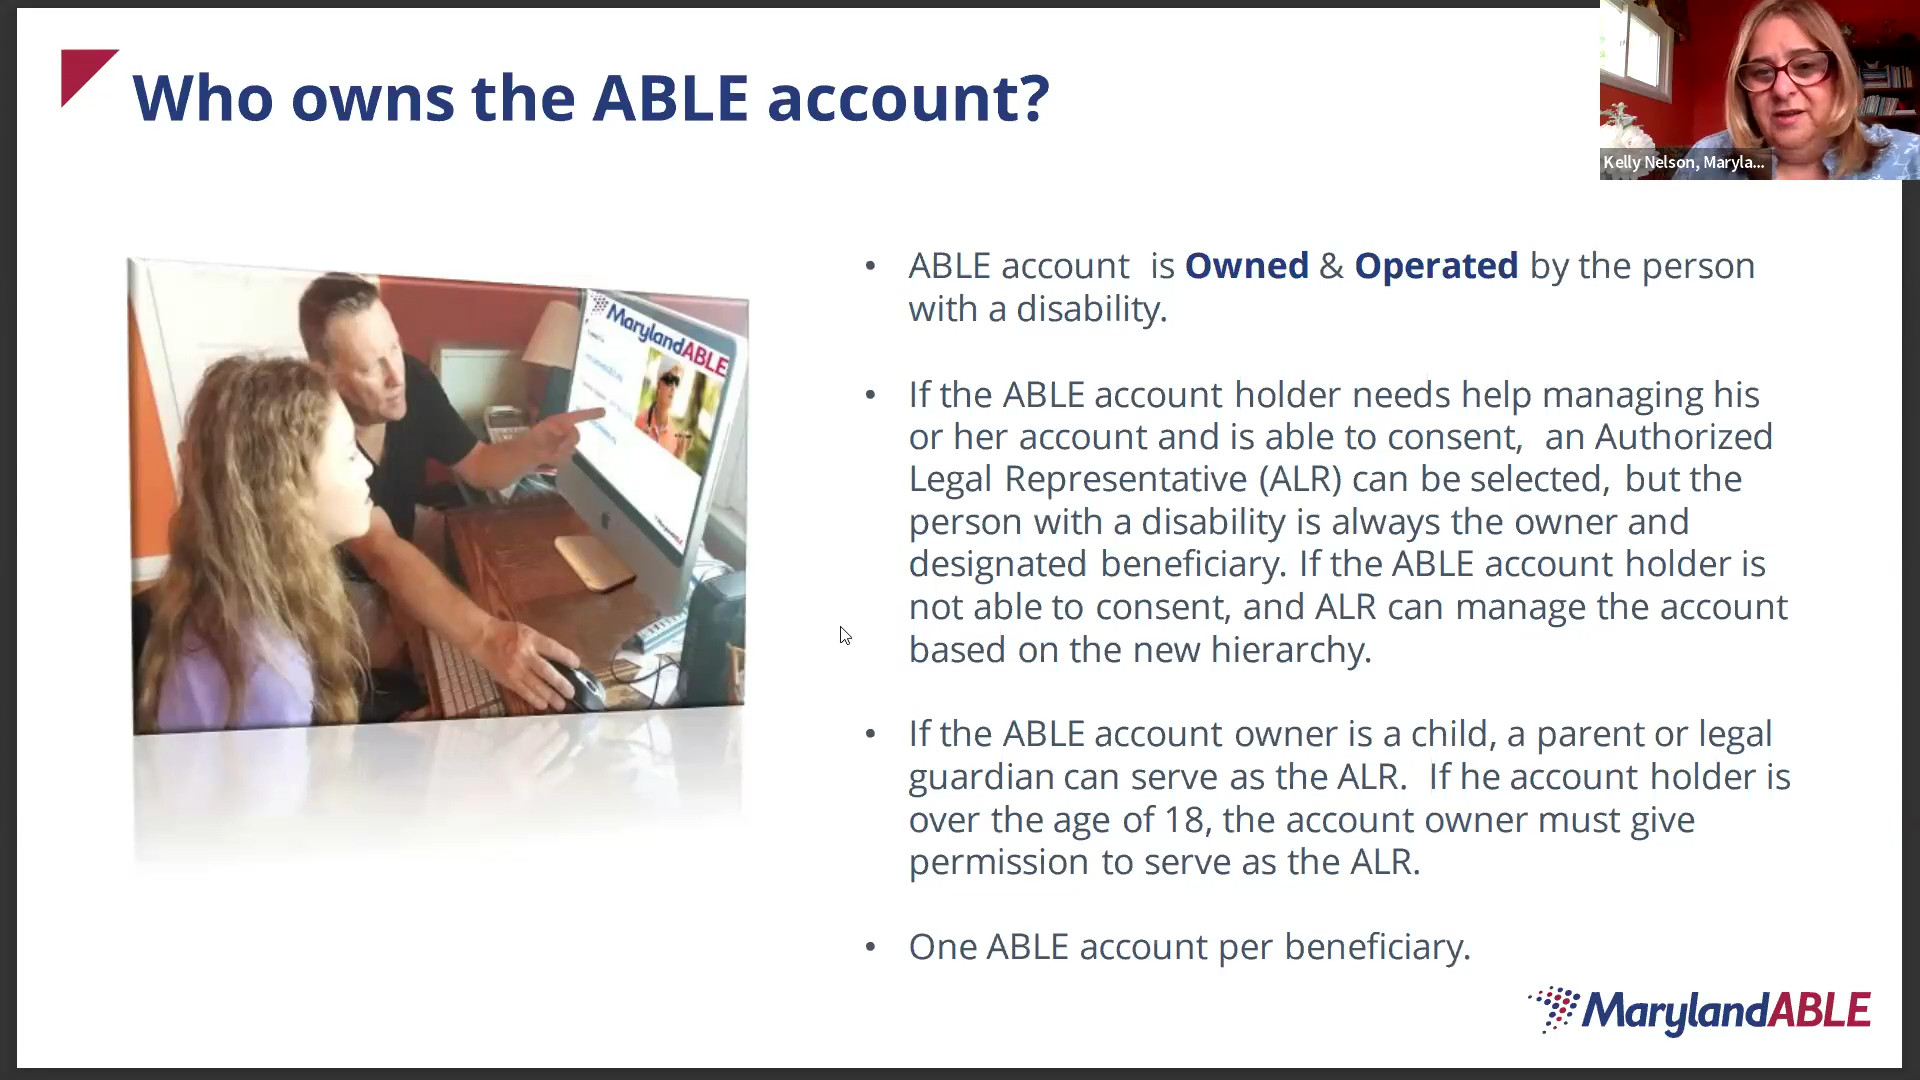 Who owns the ABLE account?
Kelly Nelson, Maryla...
MarylandABLE
• ABLE account  is Owned & Operated by the person
with a disability.
• If the ABLE account holder needs help managing his
or her account and is able to consent,  an Authorized
Legal Representative (ALR) can be selected, but the
person with a disability is always the owner and
designated beneficiary. If the ABLE account holder is
not able to consent, and ALR can manage the account
based on the new hierarchy.
• If the ABLE account owner is a child, a parent or legal
guardian can serve as the ALR.  If he account holder is
over the age of 18, the account owner must give
permission to serve as the ALR.
• One ABLE account per beneficiary.
MarylandABLE